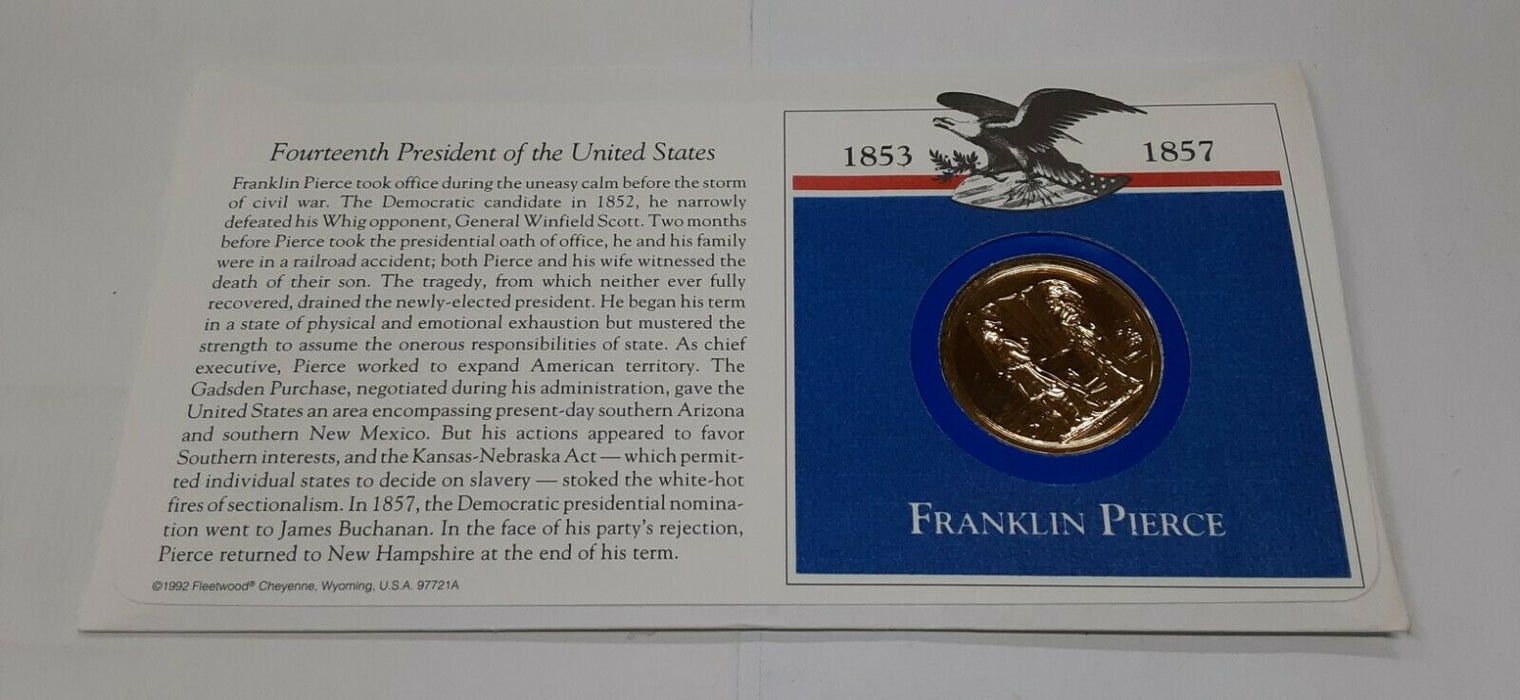 Fourteenth President of the United States
Franklin Pierce took office during the uneasy calm before the storm
of civil war. The Democratic candidate in 1852, he narrowly
defeated his Whig opponent, General Winfield Scott. Two months
before Pierce took the presidential oath of office, he and his family
were in a railroad accident; both Pierce and his wife witnessed the
death of their son. The tragedy, from which neither ever fully
recovered, drained the newly-elected president. He began his term
in a state of physical and emotional exhaustion but mustered the
strength to assume the onerous responsibilities of state. As chief
executive, Pierce worked to expand American territory. The
Gadsden Purchase, negotiated during his administration, gave the
United States an area encompassing present-day southern Arizona
and southern New Mexico. But his actions appeared to favor
Southern interests, and the Kansas-Nebraska Act — which permit-
ted individual states to decide on slavery — stoked the white-hot
fires of sectionalism. In 1857, the Democratic presidential nomina-
tion went to James Buchanan. In the face of his party's rejection,
Pierce returned to New Hampshire at the end of his term.
©1992 Fleetwood® Cheyenne, Wyoming, U.S.A. 97721A
1853 1857
FRANKLIN PIERCE